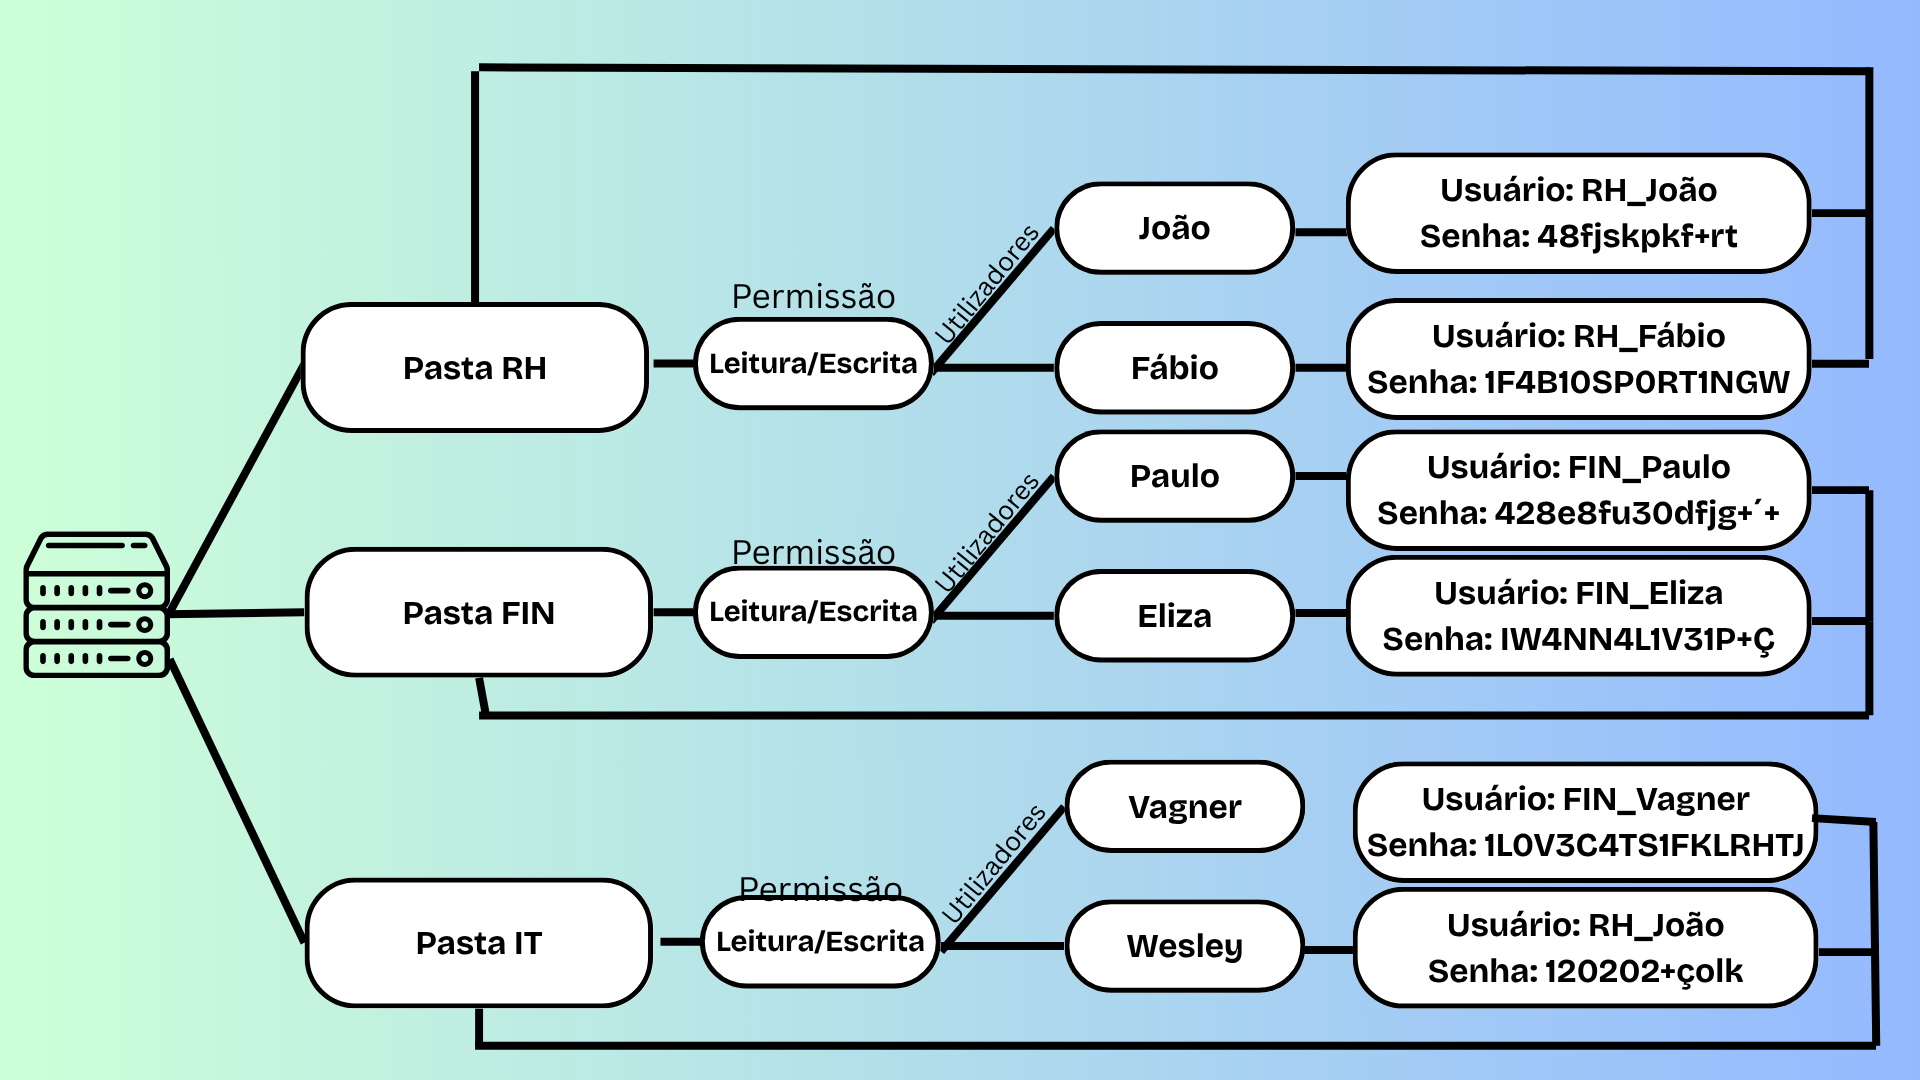 Pasta RH
Permissão
Leitura/Escrita
Utilizadores
João
Usuário: RH_João
Senha: 48fjskpkf+rt
Fábio
Usuário: RH_Fábio
Senha: 1F4B10SP0RT1NGW
Pasta FIN
Permissão
Leitura/Escrita
Utilizadores
Paulo
Usuário: FIN_Paulo
Senha: 428e8fu30dfjg+´+
Eliza
Usuário: FIN_Eliza
Senha: IW4NN4L1V31P+Ç
Pasta IT
Permissão
Leitura/Escrita
Utilizadores
Vagner
Usuário: FIN_Vagner
Senha: 1L0V3C4TS1FKLRHTJ
Wesley
Usuário: RH_João
Senha: 120202+çolk